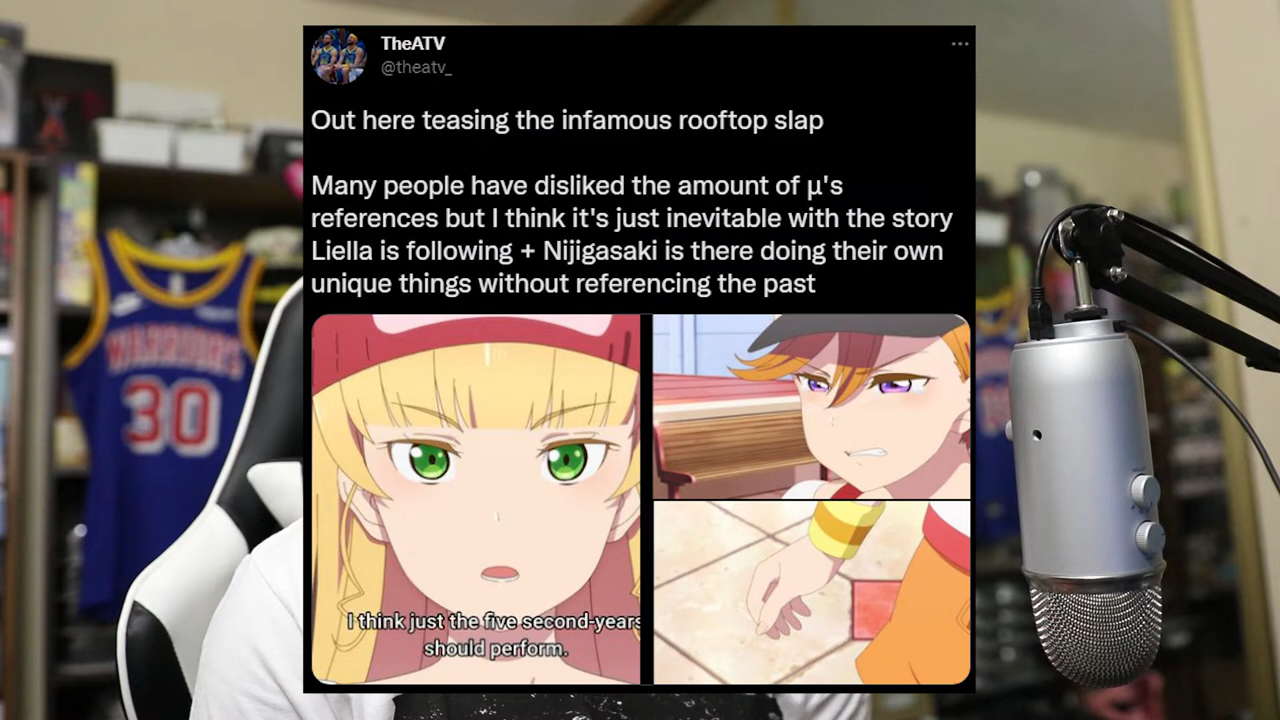 TheATV
@theatv_
Out here teasing the infamous rooftop slap
Many people have disliked the amount of μ's
references but I think it's just inevitable with the story
Liella is following + Nijigasaki is there doing their own
unique things without referencing the past
I think just the five second-years
should perform.
WARRIORS
30